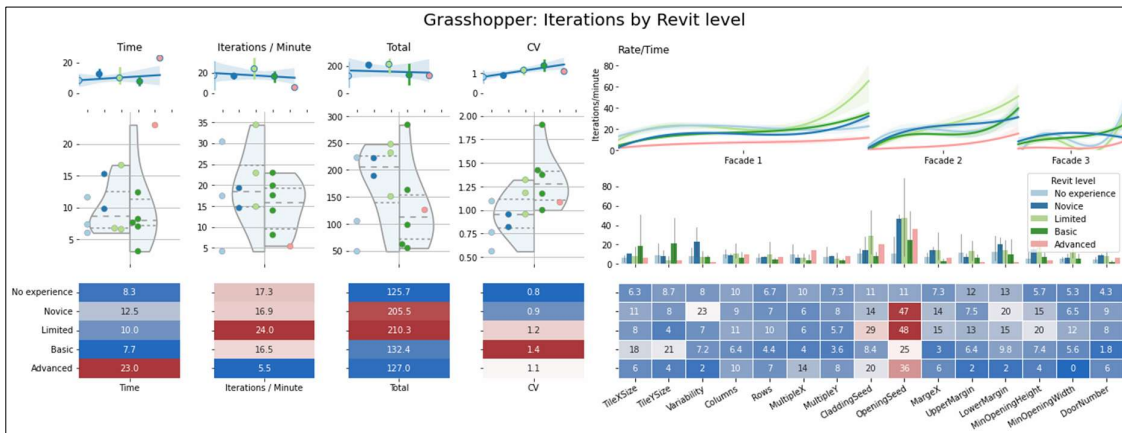 Grasshopper: Iterations by Revit level
Time
20
0
Iterations / Minute
20
0
Total
200
0
CV
1
0
Rate/Time
Iterations/minute
80
60
40
20
0
Facade 1
Facade 2
Facade 3
20
15
10
5
35
30
25
20
15
10
5
300
250
200
150
100
50
2.00
1.75
1.50
1.25
1.00
0.75
0.50
80
60
40
20
0
Revit level
No experience
Novice
Limited
Basic
Advanced
No experience 8.3 17.3 125.7 0.8
Novice 12.5 16.9 205.5 0.9
Limited 10.0 24.0 210.3 1.2
Basic 7.7 16.5 132.4 1.4
Advanced 23.0 5.5 127.0 1.1
Time Iterations / Minute Total CV
6.3 8.7 8 10 6.7 10 7.3 11 11 7.3 12 13 5.7 5.3 4.3
11 8 23 9 7 6 8 14 47 14 7.5 20 15 6.5 9
8 4 7 11 10 6 5.7 29 48 15 13 15 20 12 8
18 21 7.2 6.4 4.4 4 3.6 8.4 25 3 6.4 9.8 7.4 5.6 1.8
6 4 2 10 7 14 8 20 36 6 2 2 4 0 6
TileXSize TileYSize Variability Columns Rows MultipleX MultipleY CladdingSeed OpeningSeed MargeX UpperMargin LowerMargin MinOpeningHeight MinOpeningWidth DoorNumber